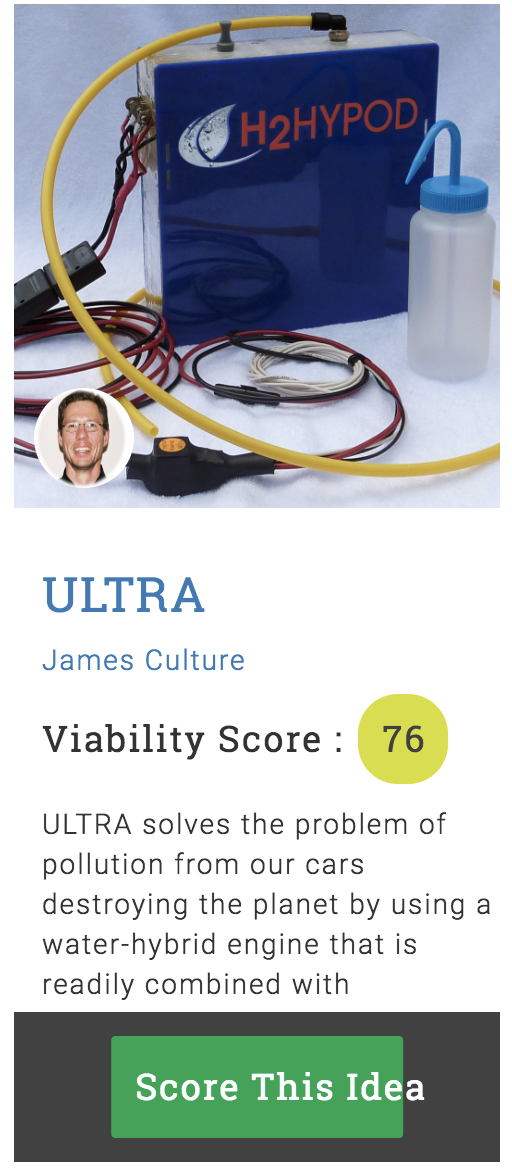 H2HYPOD
ULTRA
James Culture
Viability Score : 76
ULTRA solves the problem of
pollution from our cars
destroying the planet by using a
water-hybrid engine that is
readily combined with
Score This Idea